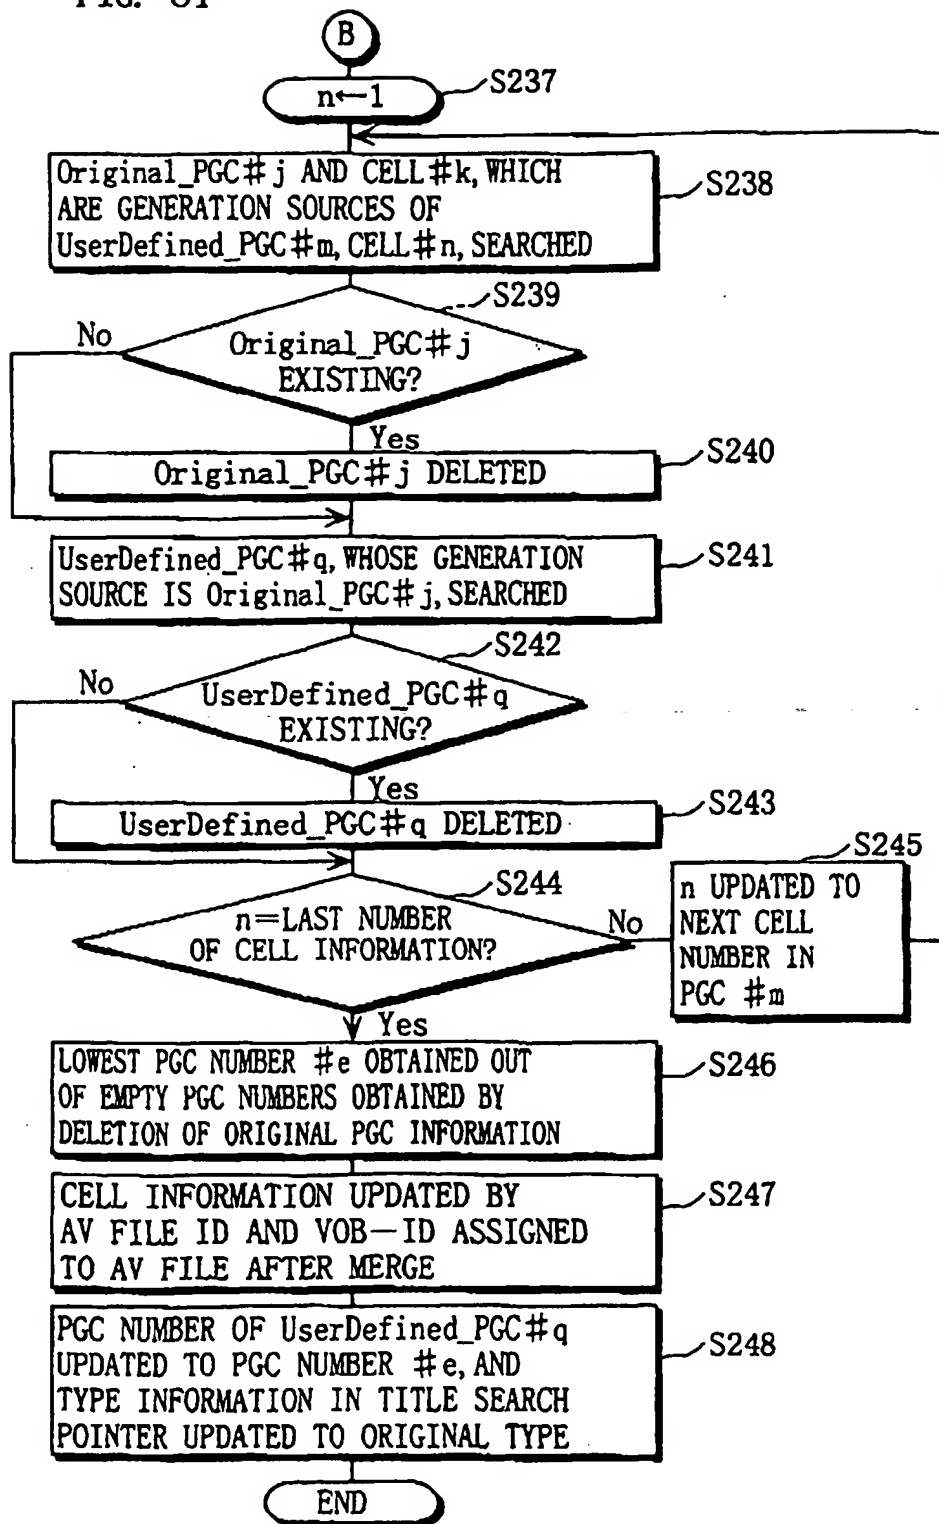 B
n←1
S237
Original_PGC#j AND CELL#k, WHICH
ARE GENERATION SOURCES OF
UserDefined_PGC#m, CELL#n, SEARCHED
S238
S239
No
Original_PGC#j
EXISTING?
Yes
Original_PGC#j DELETED
S240
UserDefined_PGC#q, WHOSE GENERATION
SOURCE IS Original_PGC#j, SEARCHED
S241
S242
No
UserDefined_PGC#q
EXISTING?
Yes
UserDefined_PGC#q DELETED
S243
S244
n=LAST NUMBER
OF CELL INFORMATION?
No
S245
n UPDATED TO
NEXT CELL
NUMBER IN
PGC #m
Yes
LOWEST PGC NUMBER #e OBTAINED OUT
OF EMPTY PGC NUMBERS OBTAINED BY
DELETION OF ORIGINAL PGC INFORMATION
S246
CELL INFORMATION UPDATED BY
AV FILE ID AND VOB-ID ASSIGNED
TO AV FILE AFTER MERGE
S247
PGC NUMBER OF UserDefined_PGC#q
UPDATED TO PGC NUMBER #e, AND
TYPE INFORMATION IN TITLE SEARCH
POINTER UPDATED TO ORIGINAL TYPE
S248
END